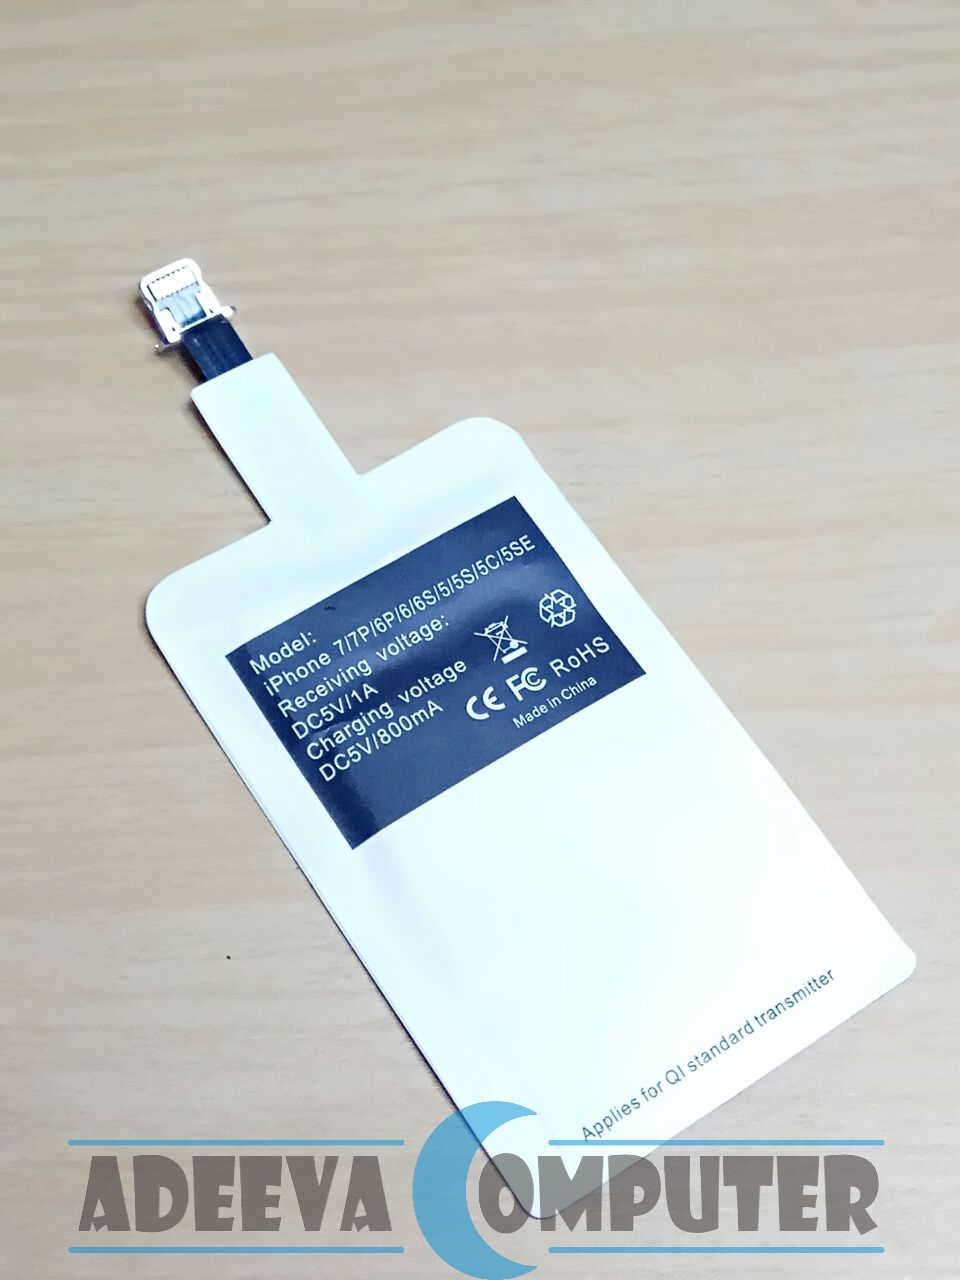 Model:
iPhone 7/7P/6P/6/6S/5/5S/5C/5SE
Receiving voltage:
DC5V/1A
Charging voltage
DC5V/800mA
CE FC RoHS
Made in China
Applies for QI standard transmitter
ADEEVA COMPUTER